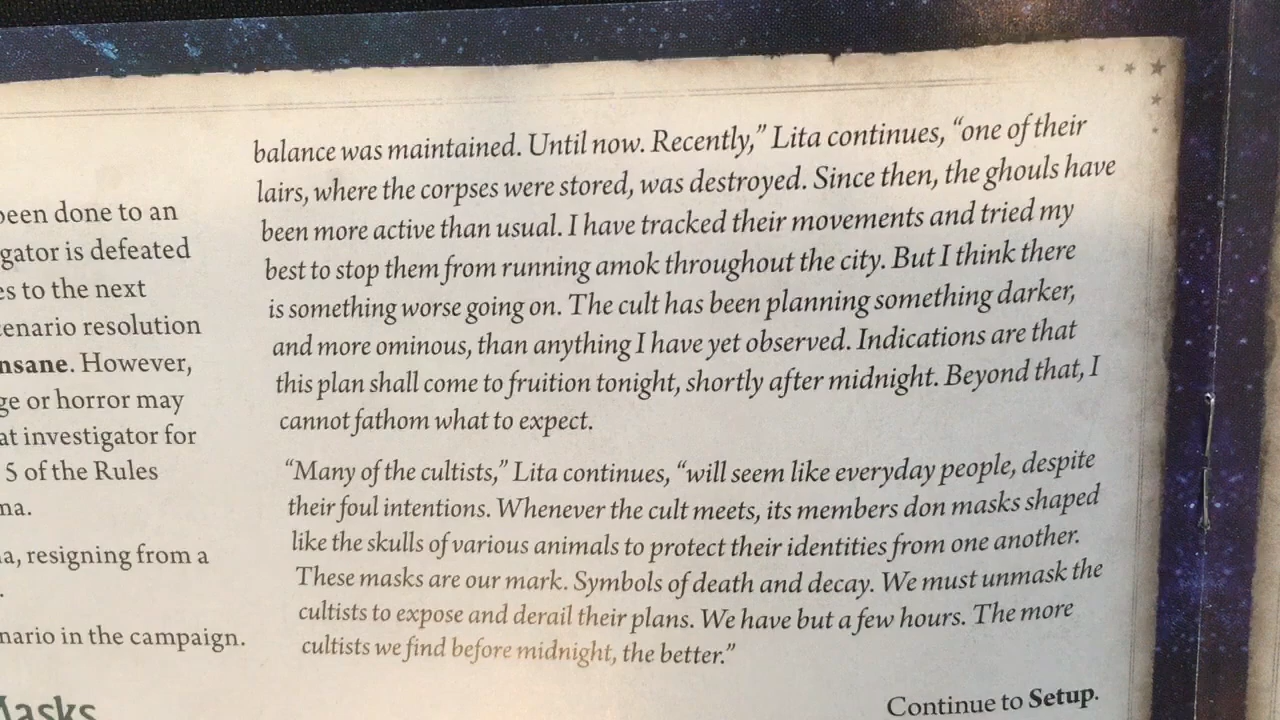 been done to an
gator is defeated
es to the next
cenario resolution
nsane. However,
ge or horror may
at investigator for
5 of the Rules
na.
a, resigning from a
.
nario in the campaign.
Masks
balance was maintained. Until now. Recently,” Lita continues, “one of their
lairs, where the corpses were stored, was destroyed. Since then, the ghouls have
been more active than usual. I have tracked their movements and tried my
best to stop them from running amok throughout the city. But I think there
is something worse going on. The cult has been planning something darker,
and more ominous, than anything I have yet observed. Indications are that
this plan shall come to fruition tonight, shortly after midnight. Beyond that, I
cannot fathom what to expect.
“Many of the cultists,” Lita continues, “will seem like everyday people, despite
their foul intentions. Whenever the cult meets, its members don masks shaped
like the skulls of various animals to protect their identities from one another.
These masks are our mark. Symbols of death and decay. We must unmask the
cultists to expose and derail their plans. We have but a few hours. The more
cultists we find before midnight, the better.”
Continue to Setup.